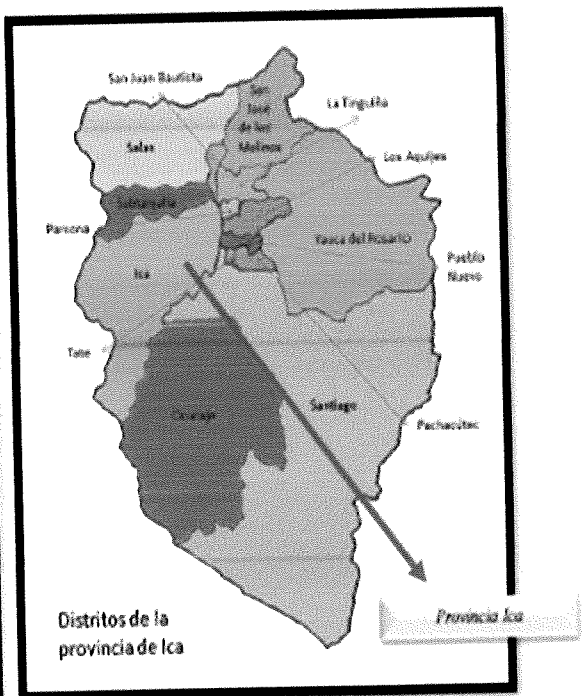 San Juan Bautista
San
José
de los
Molinos
La Tinguiña
Salas
Los Aquijes
Subtanjalla
Parcona
Yauca del Rosario
Ica
Pueblo
Nuevo
Tate
Ocucaje
Santiago
Pachacútec
Distritos de la
provincia de Ica
Provincia Ica